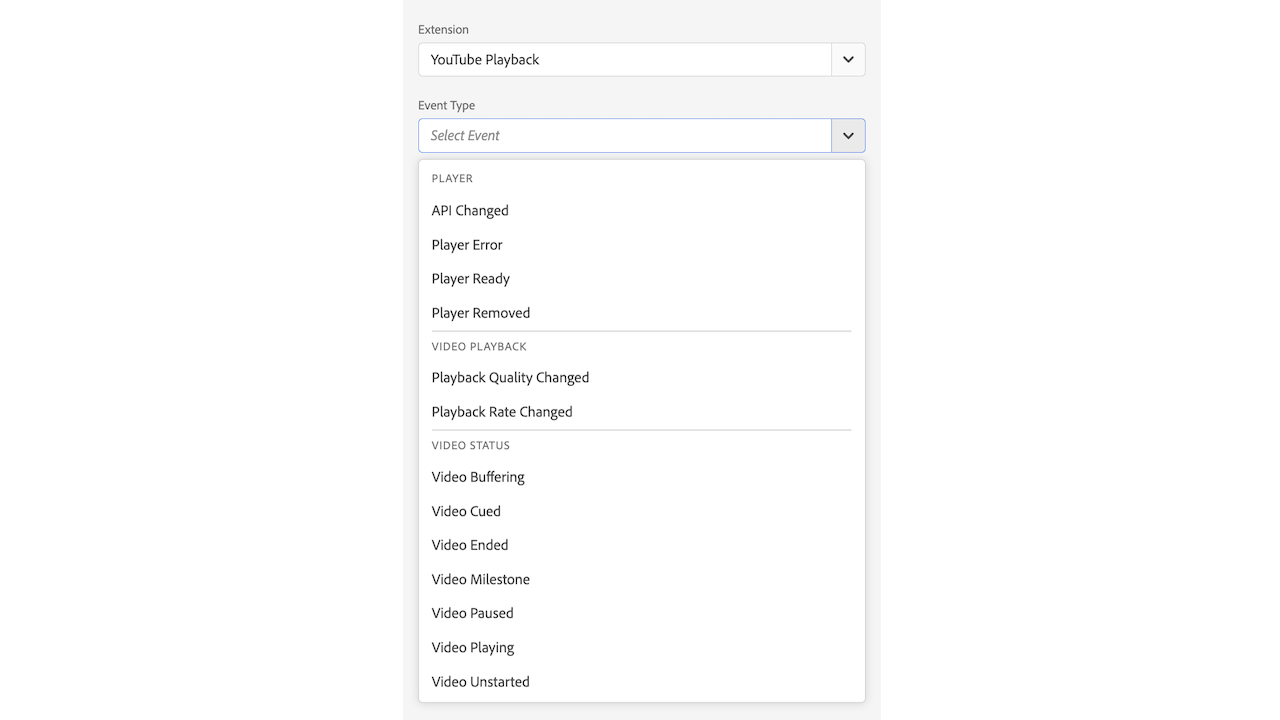 Extension
YouTube Playback
Event Type
Select Event
PLAYER
API Changed
Player Error
Player Ready
Player Removed
VIDEO PLAYBACK
Playback Quality Changed
Playback Rate Changed
VIDEO STATUS
Video Buffering
Video Cued
Video Ended
Video Milestone
Video Paused
Video Playing
Video Unstarted